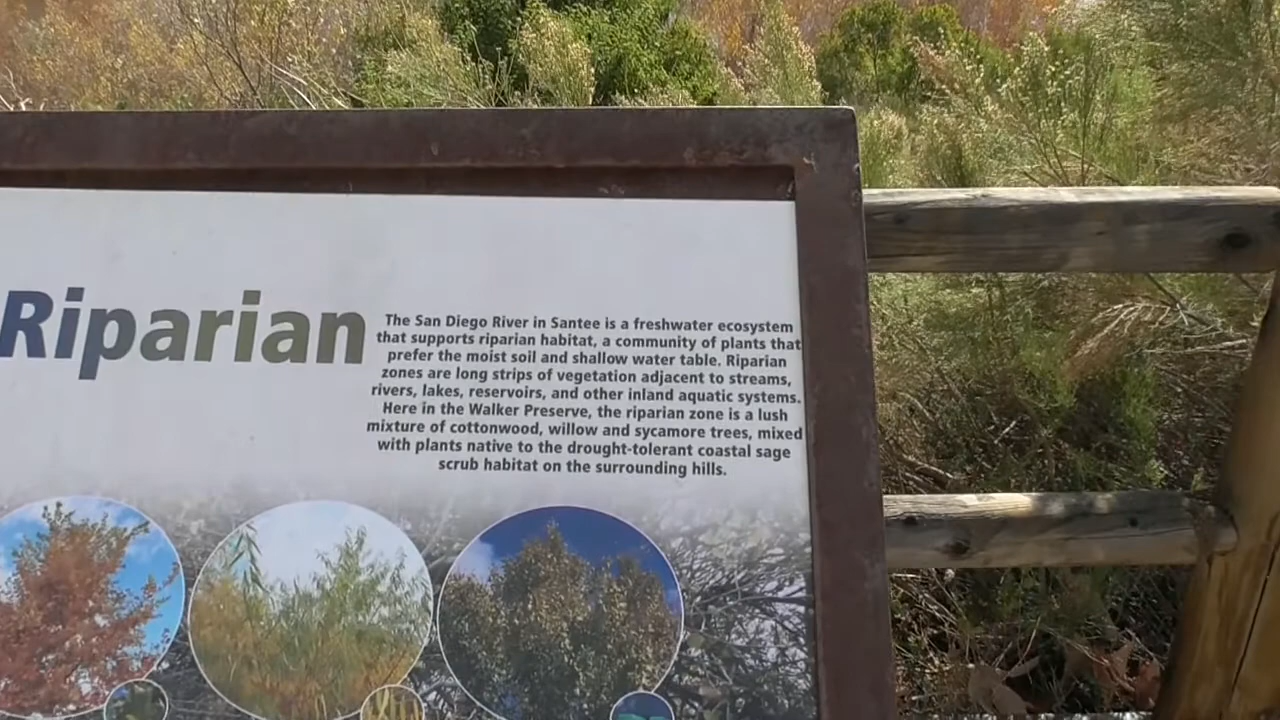 Riparian
The San Diego River in Santee is a freshwater ecosystem
that supports riparian habitat, a community of plants that
prefer the moist soil and shallow water table. Riparian
zones are long strips of vegetation adjacent to streams,
rivers, lakes, reservoirs, and other inland aquatic systems.
Here in the Walker Preserve, the riparian zone is a lush
mixture of cottonwood, willow and sycamore trees, mixed
with plants native to the drought-tolerant coastal sage
scrub habitat on the surrounding hills.